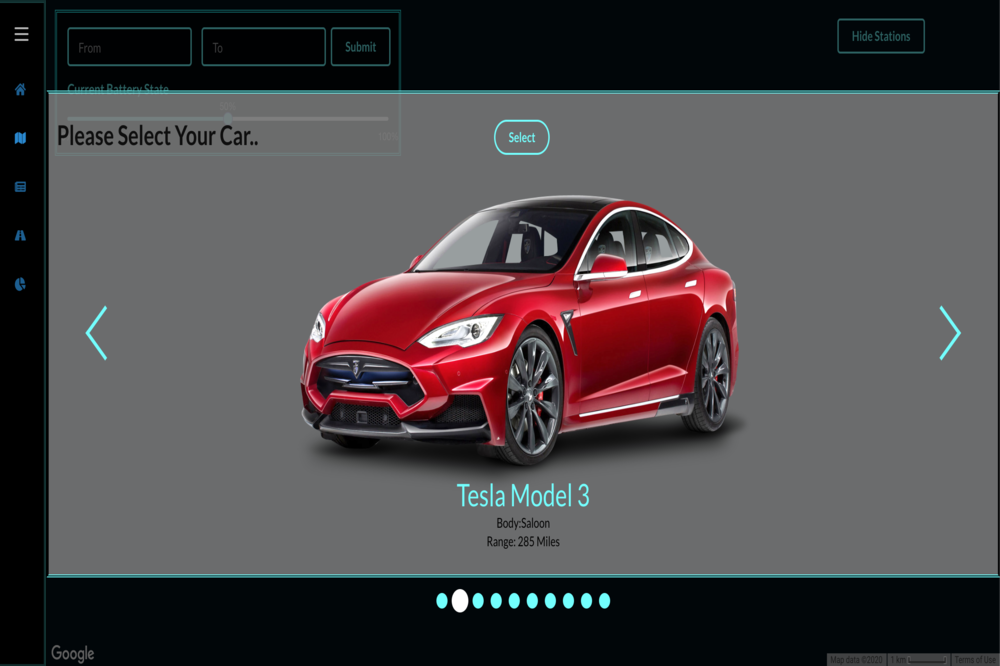 From
To
Submit
Hide Stations
Current Battery State
100%
Please Select Your Car..
Select
Tesla Model 3
Body:Saloon
Range: 285 Miles
Google
Map data ©2020
1 km
Terms of Use